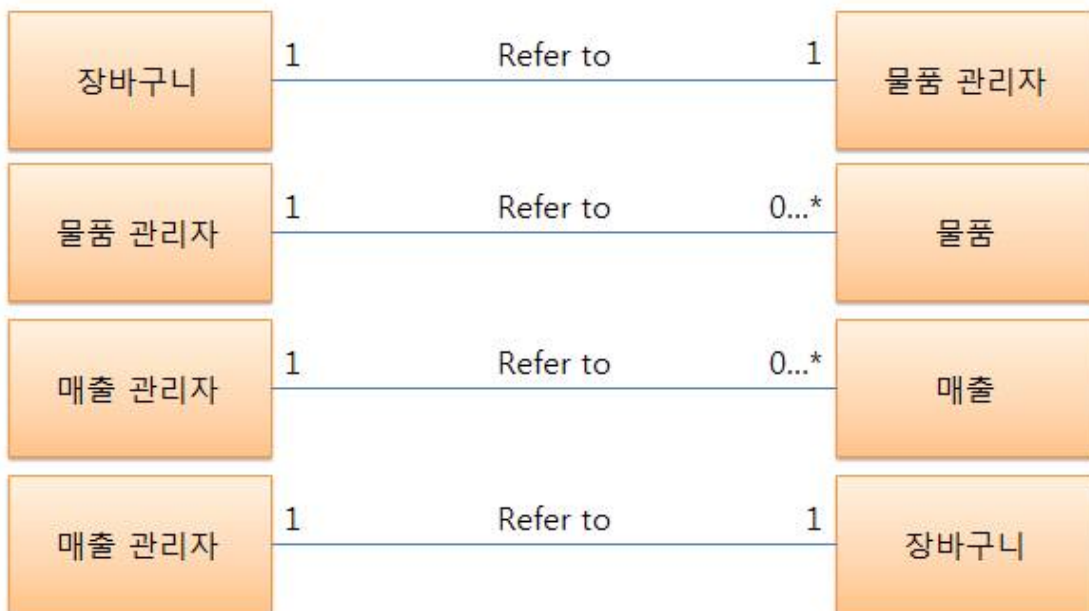 장바구니 1 Refer to 1 물품 관리자
물품 관리자 1 Refer to 0...* 물품
매출 관리자 1 Refer to 0...* 매출
매출 관리자 1 Refer to 1 장바구니